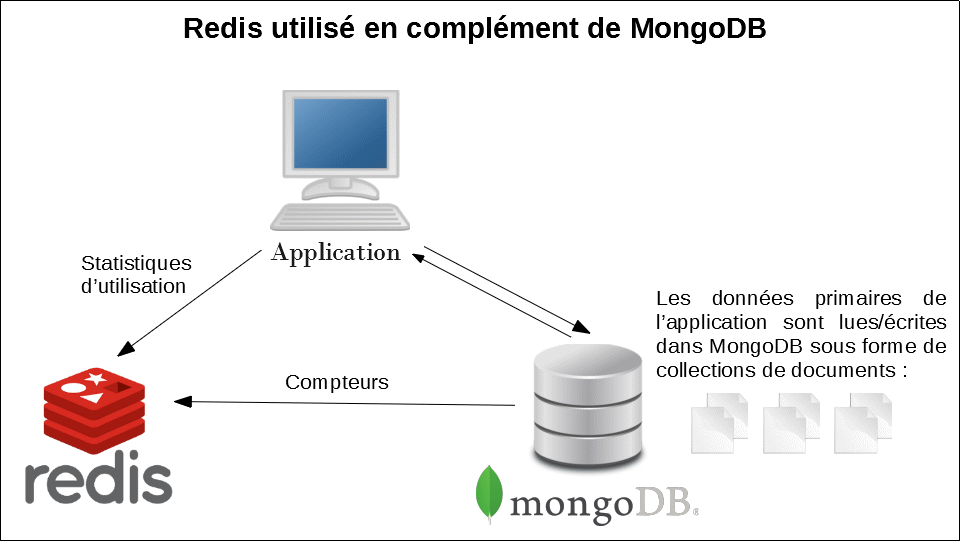 Redis utilisé en complément de MongoDB
Application
Statistiques
d’utilisation
Les données primaires de
l’application sont lues/écrites
dans MongoDB sous forme de
collections de documents :
Compteurs
redis
mongoDB®